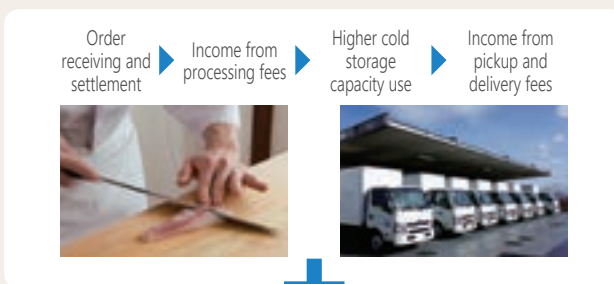 Order
receiving and
settlement
Income from
processing fees
Higher cold
storage
capacity use
Income from
pickup and
delivery fees